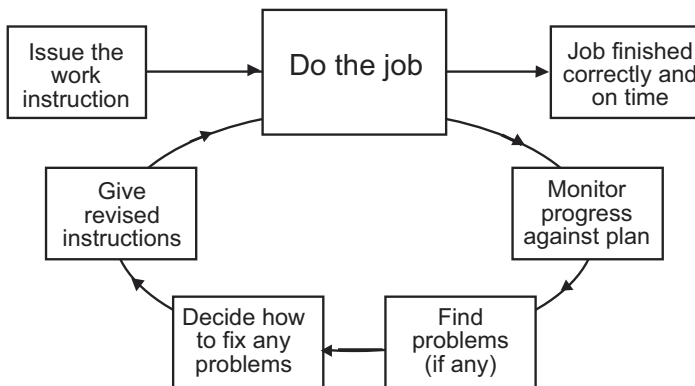 Issue the
work
instruction
Do the job
Job finished
correctly and
on time
Monitor
progress
against plan
Find
problems
(if any)
Decide how
to fix any
problems
Give
revised
instructions